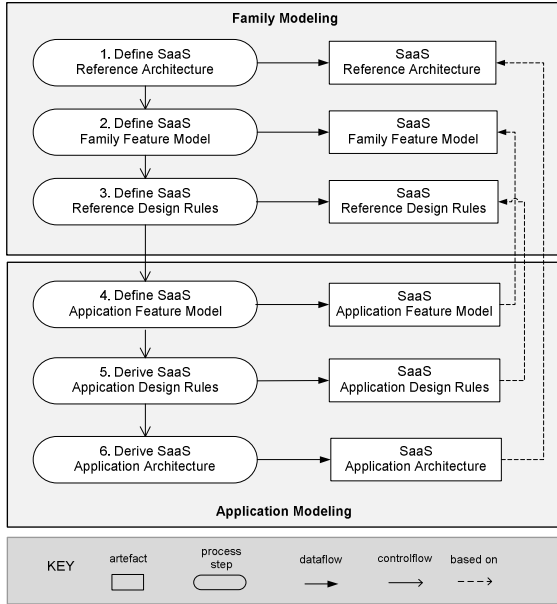 Family Modeling
1. Define SaaS
Reference Architecture
SaaS
Reference Architecture
2. Define SaaS
Family Feature Model
SaaS
Family Feature Model
3. Define SaaS
Reference Design Rules
SaaS
Reference Design Rules
4. Define SaaS
Application Feature Model
SaaS
Application Feature Model
5. Derive SaaS
Application Design Rules
SaaS
Application Design Rules
6. Derive SaaS
Application Architecture
SaaS
Application Architecture
Application Modeling
KEY
artefact
process
step
dataflow
controlflow
based on